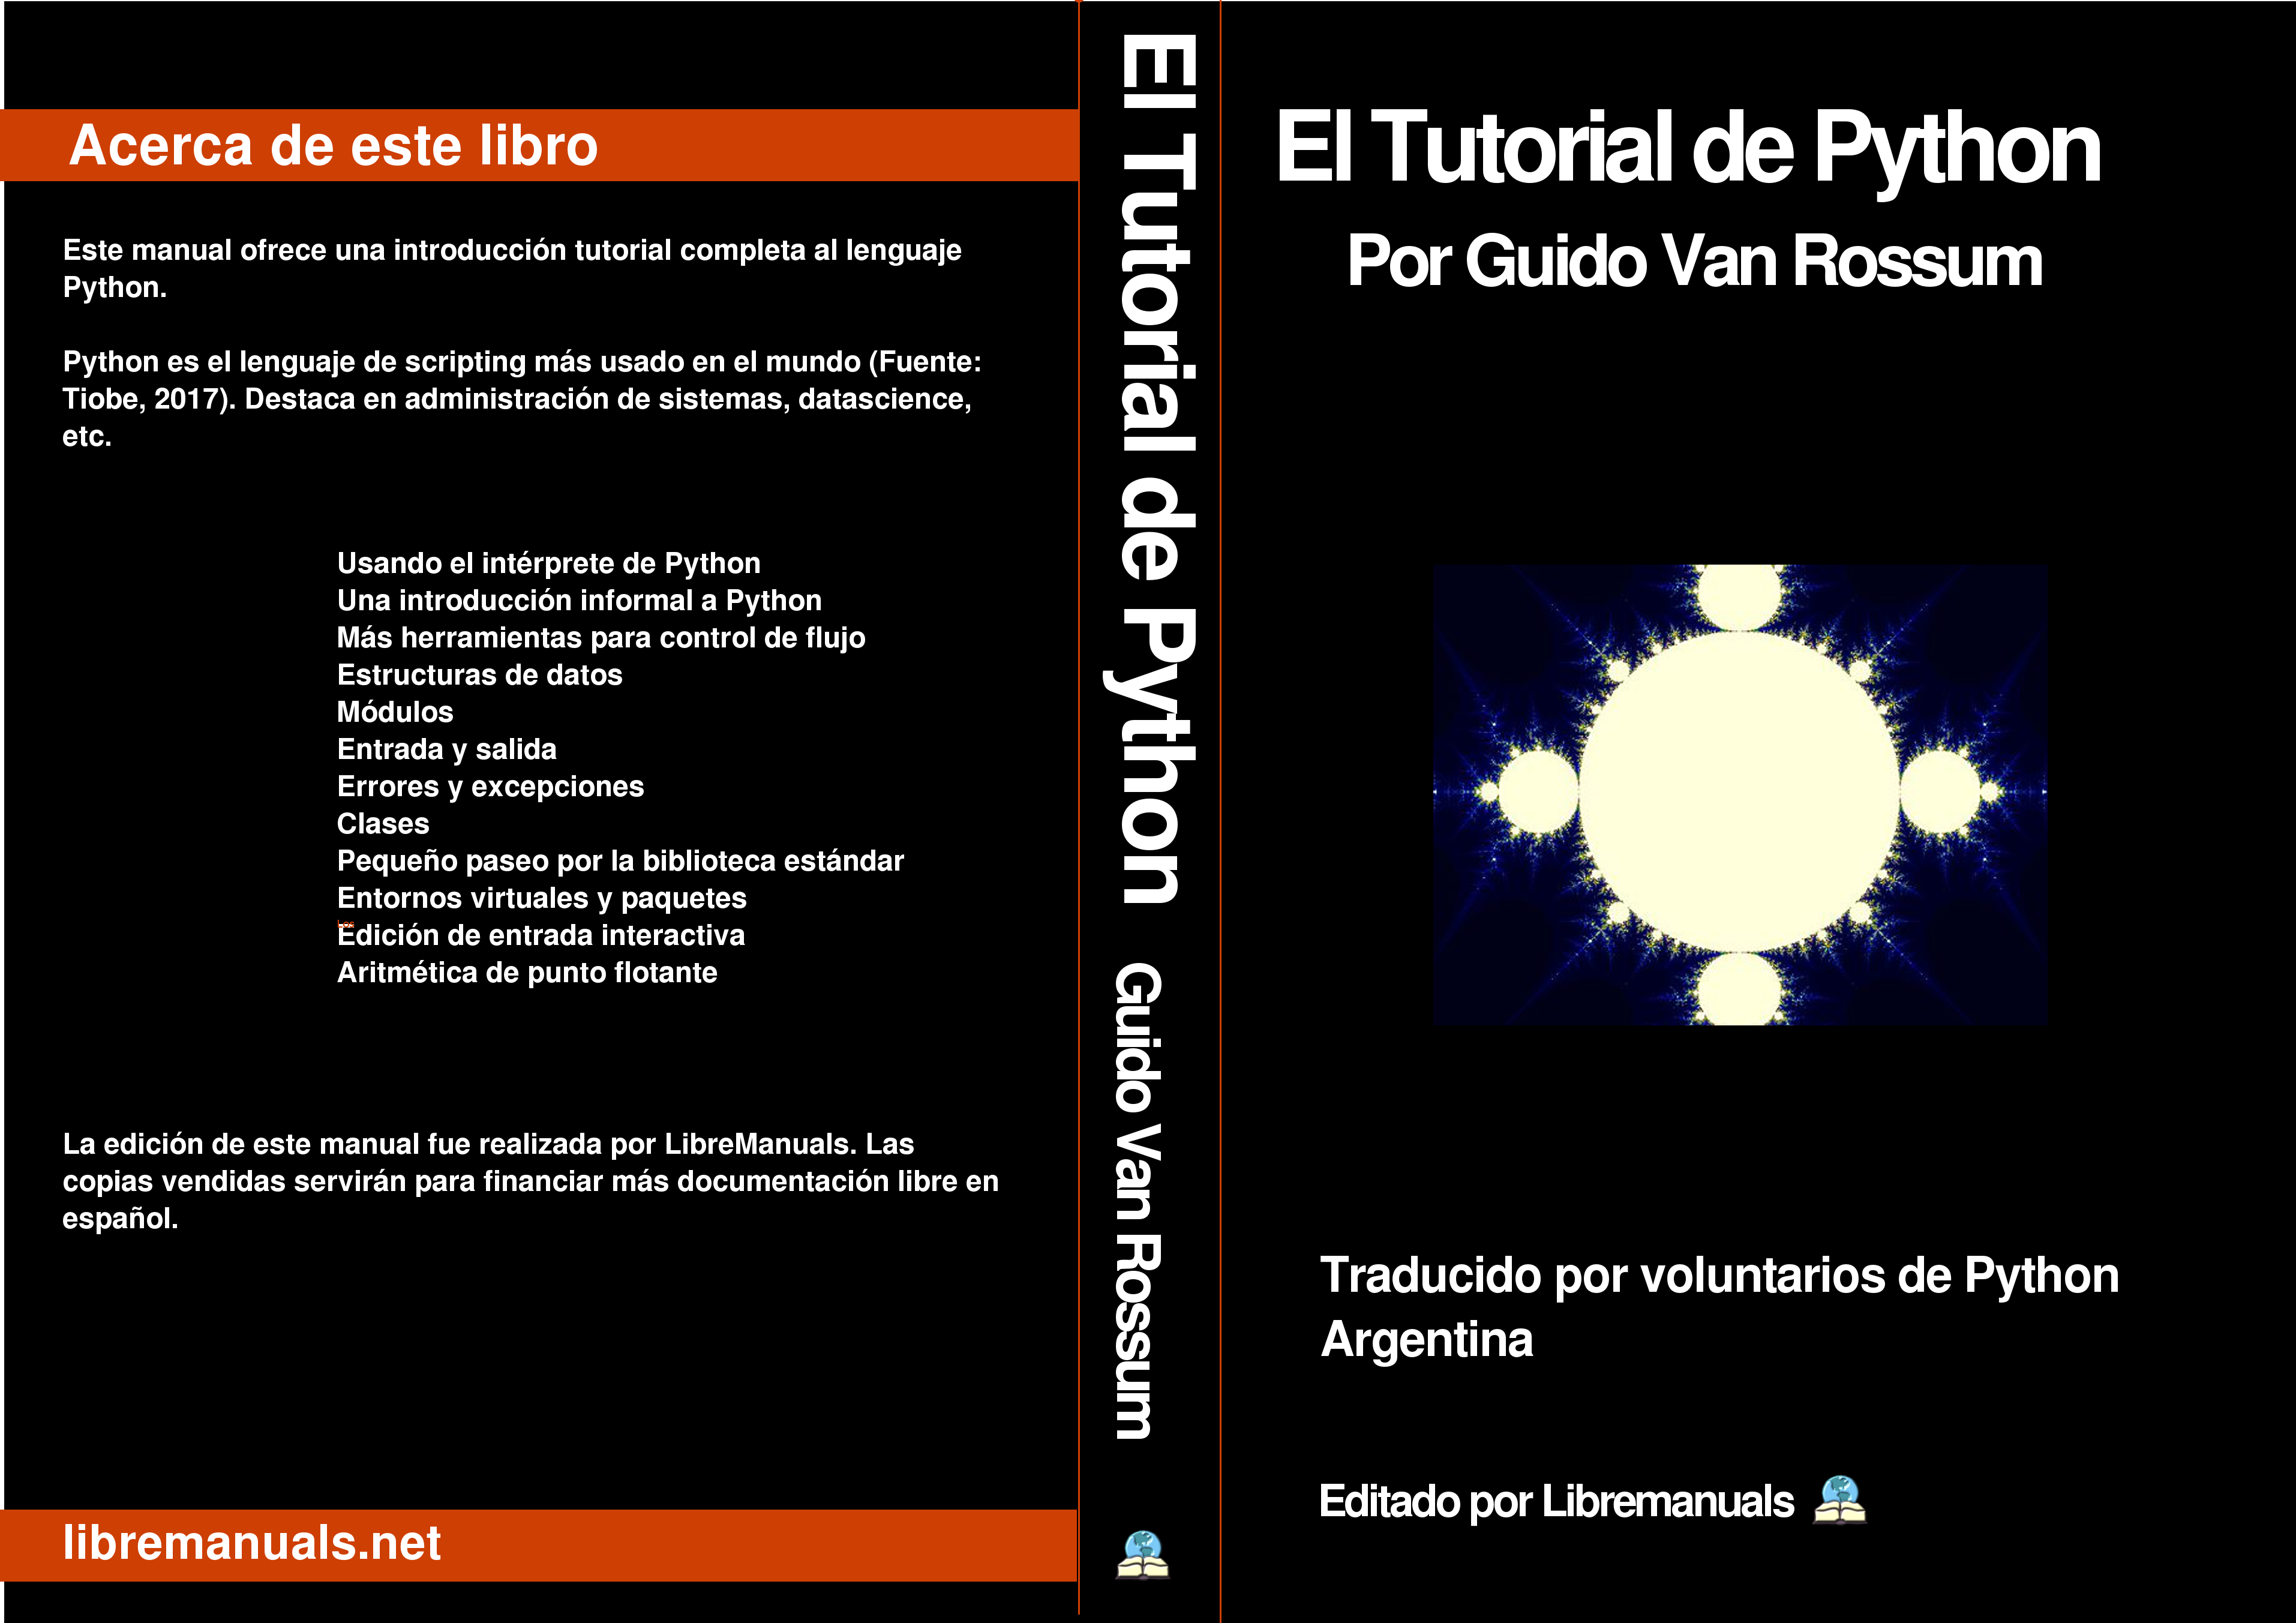 Acerca de este libro
Este manual ofrece una introducción tutorial completa al lenguaje
Python.
Python es el lenguaje de scripting más usado en el mundo (Fuente:
Tiobe, 2017). Destaca en administración de sistemas, datascience,
etc.
Usando el intérprete de Python
Una introducción informal a Python
Más herramientas para control de flujo
Estructuras de datos
Módulos
Entrada y salida
Errores y excepciones
Clases
Pequeño paseo por la biblioteca estándar
Entornos virtuales y paquetes
Edición de entrada interactiva
Aritmética de punto flotante
La edición de este manual fue realizada por LibreManuals. Las
copias vendidas servirán para financiar más documentación libre en
español.
libremanuals.net
El Tutorial de Python Guido Van Rossum
El Tutorial de Python
Por Guido Van Rossum
Traducido por voluntarios de Python
Argentina
Editado por Libremanuals